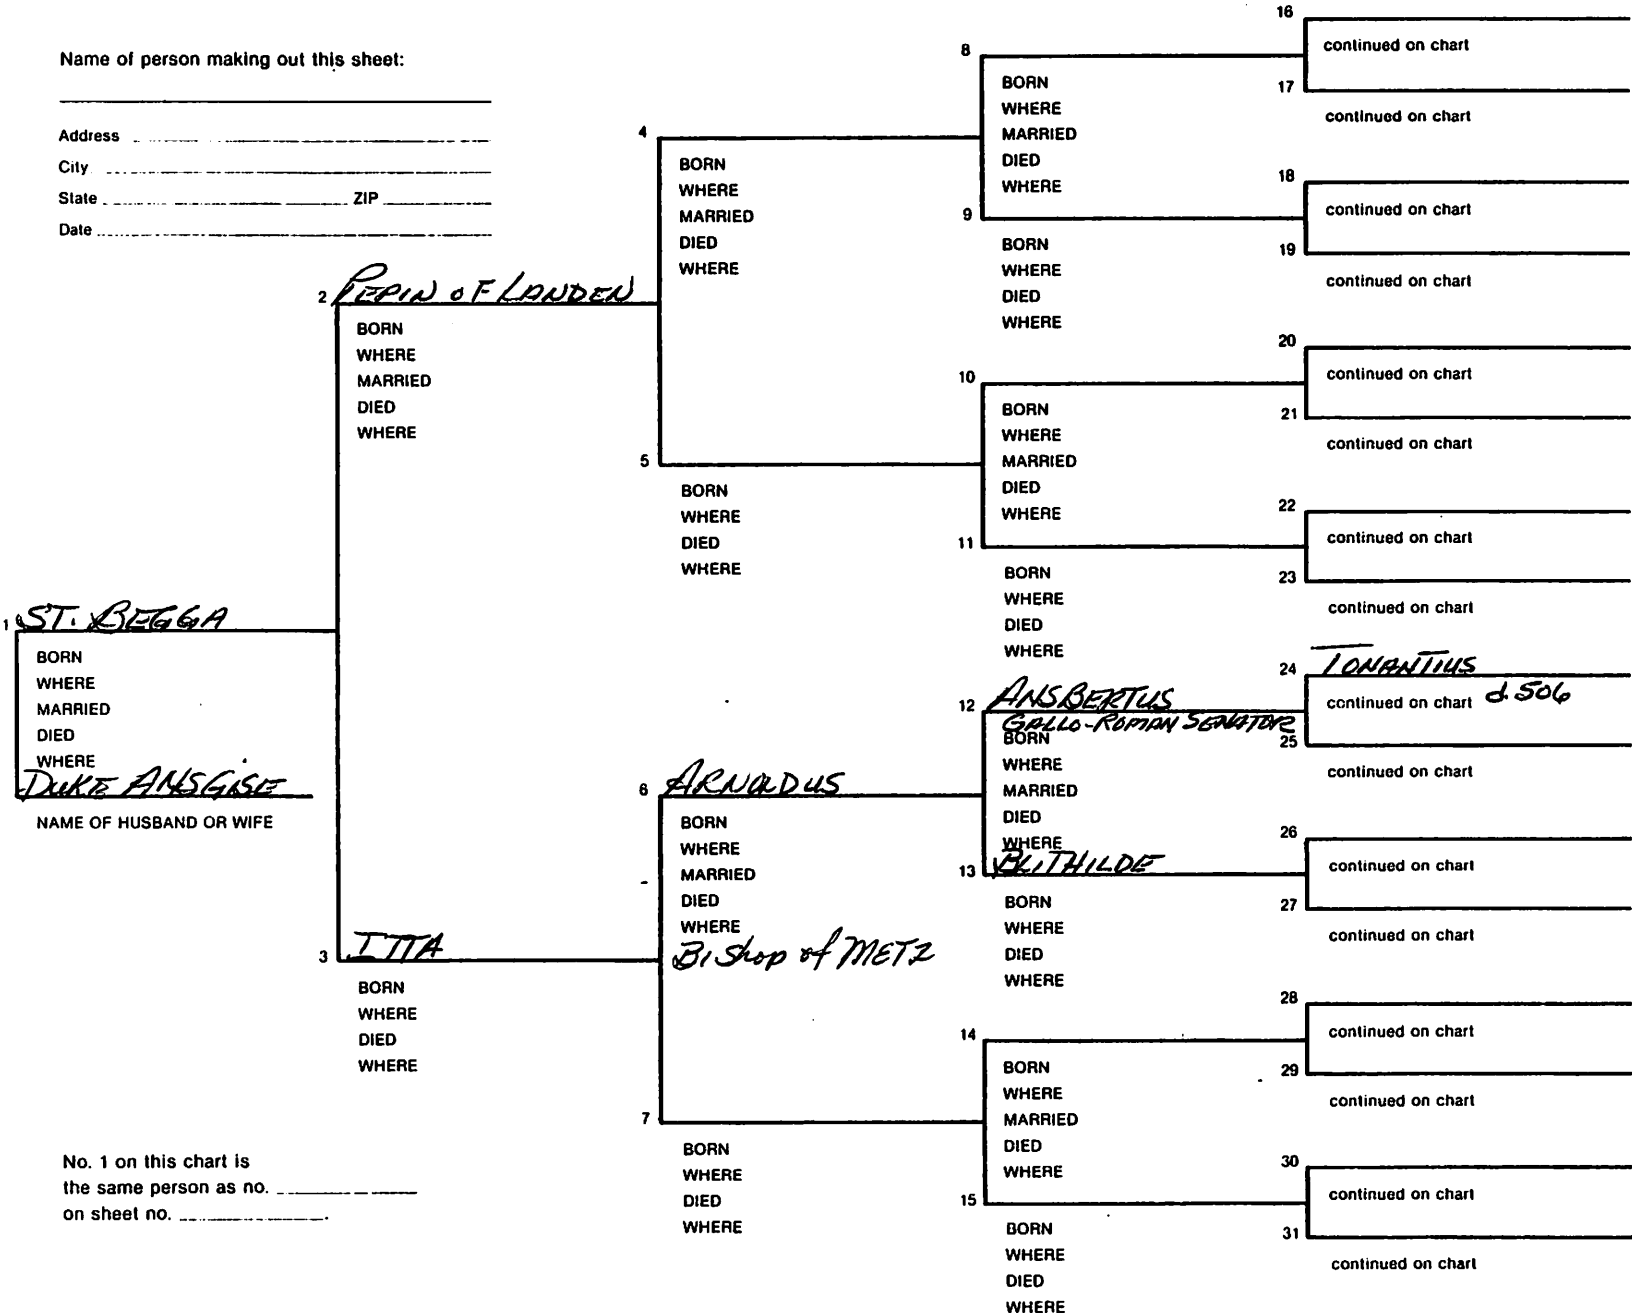 Name of person making out this sheet:
Address
City
State ZIP
Date
1 ST. BEGGA
BORN
WHERE
MARRIED
DIED
WHERE
DUKE ANSGISE
NAME OF HUSBAND OR WIFE
No. 1 on this chart is
the same person as no.
on sheet no.
2 PEPIN OF LANDEN
BORN
WHERE
MARRIED
DIED
WHERE
3 ITTA
BORN
WHERE
DIED
WHERE
4
BORN
WHERE
MARRIED
DIED
WHERE
5
BORN
WHERE
DIED
WHERE
6 ARNOLDUS
BORN
WHERE
MARRIED
DIED
WHERE
Bishop of METZ
7
BORN
WHERE
DIED
WHERE
8
BORN
WHERE
MARRIED
DIED
WHERE
9
BORN
WHERE
DIED
WHERE
10
BORN
WHERE
MARRIED
DIED
WHERE
11
BORN
WHERE
DIED
WHERE
12 ANSBERTUS
GALLO-ROMAN SENATOR
BORN
WHERE
MARRIED
DIED
WHERE
13 BLITHILDE
BORN
WHERE
DIED
WHERE
14
BORN
WHERE
MARRIED
DIED
WHERE
15
BORN
WHERE
DIED
WHERE
16
continued on chart
17
continued on chart
18
continued on chart
19
continued on chart
20
continued on chart
21
continued on chart
22
continued on chart
23
continued on chart
24 TONANTIUS
continued on chart d. 506
25
continued on chart
26
continued on chart
27
continued on chart
28
continued on chart
29
continued on chart
30
continued on chart
31
continued on chart